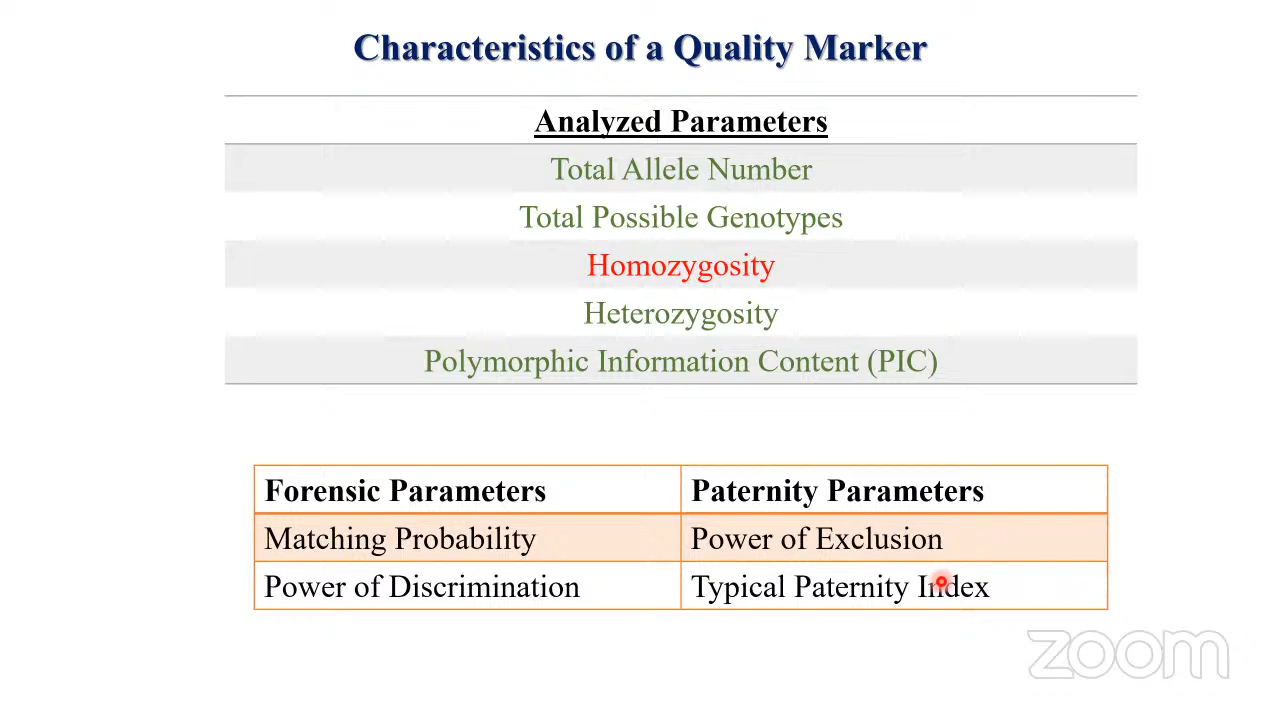 Characteristics of a Quality Marker
Analyzed Parameters
Total Allele Number
Total Possible Genotypes
Homozygosity
Heterozygosity
Polymorphic Information Content (PIC)
Forensic Parameters
Paternity Parameters
Matching Probability
Power of Exclusion
Power of Discrimination
Typical Paternity Index
zoom